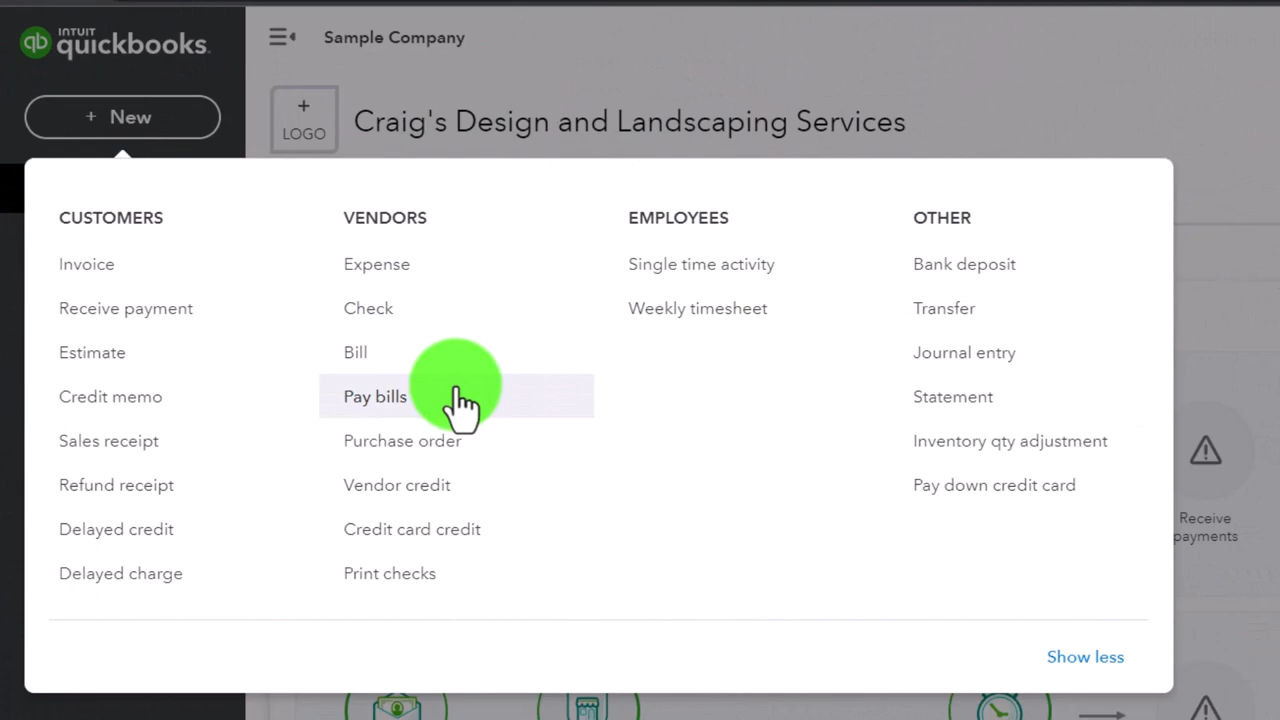 INTUIT
qb quickbooks.
Sample Company
+ New
+
LOGO
Craig's Design and Landscaping Services
CUSTOMERS
Invoice
Receive payment
Estimate
Credit memo
Sales receipt
Refund receipt
Delayed credit
Delayed charge
VENDORS
Expense
Check
Bill
Pay bills
Purchase order
Vendor credit
Credit card credit
Print checks
EMPLOYEES
Single time activity
Weekly timesheet
OTHER
Bank deposit
Transfer
Journal entry
Statement
Inventory qty adjustment
Pay down credit card
Show less
Receive
payments